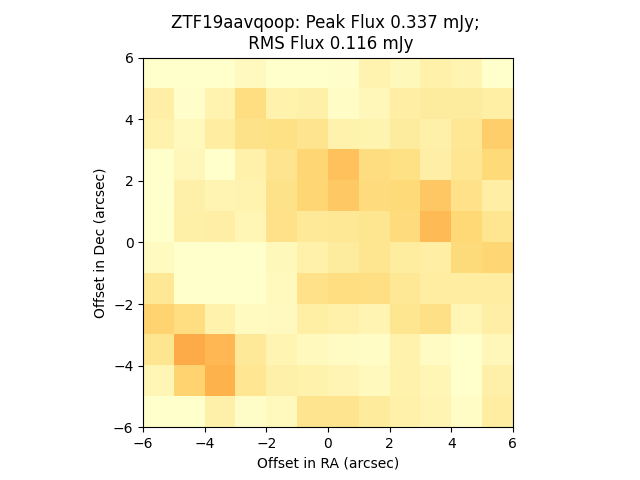 ZTF19aavqoop: Peak Flux 0.337 mJy;
RMS Flux 0.116 mJy
6
4
2
0
−2
−4
−6
Offset in Dec (arcsec)
−6 −4 −2 0 2 4 6
Offset in RA (arcsec)